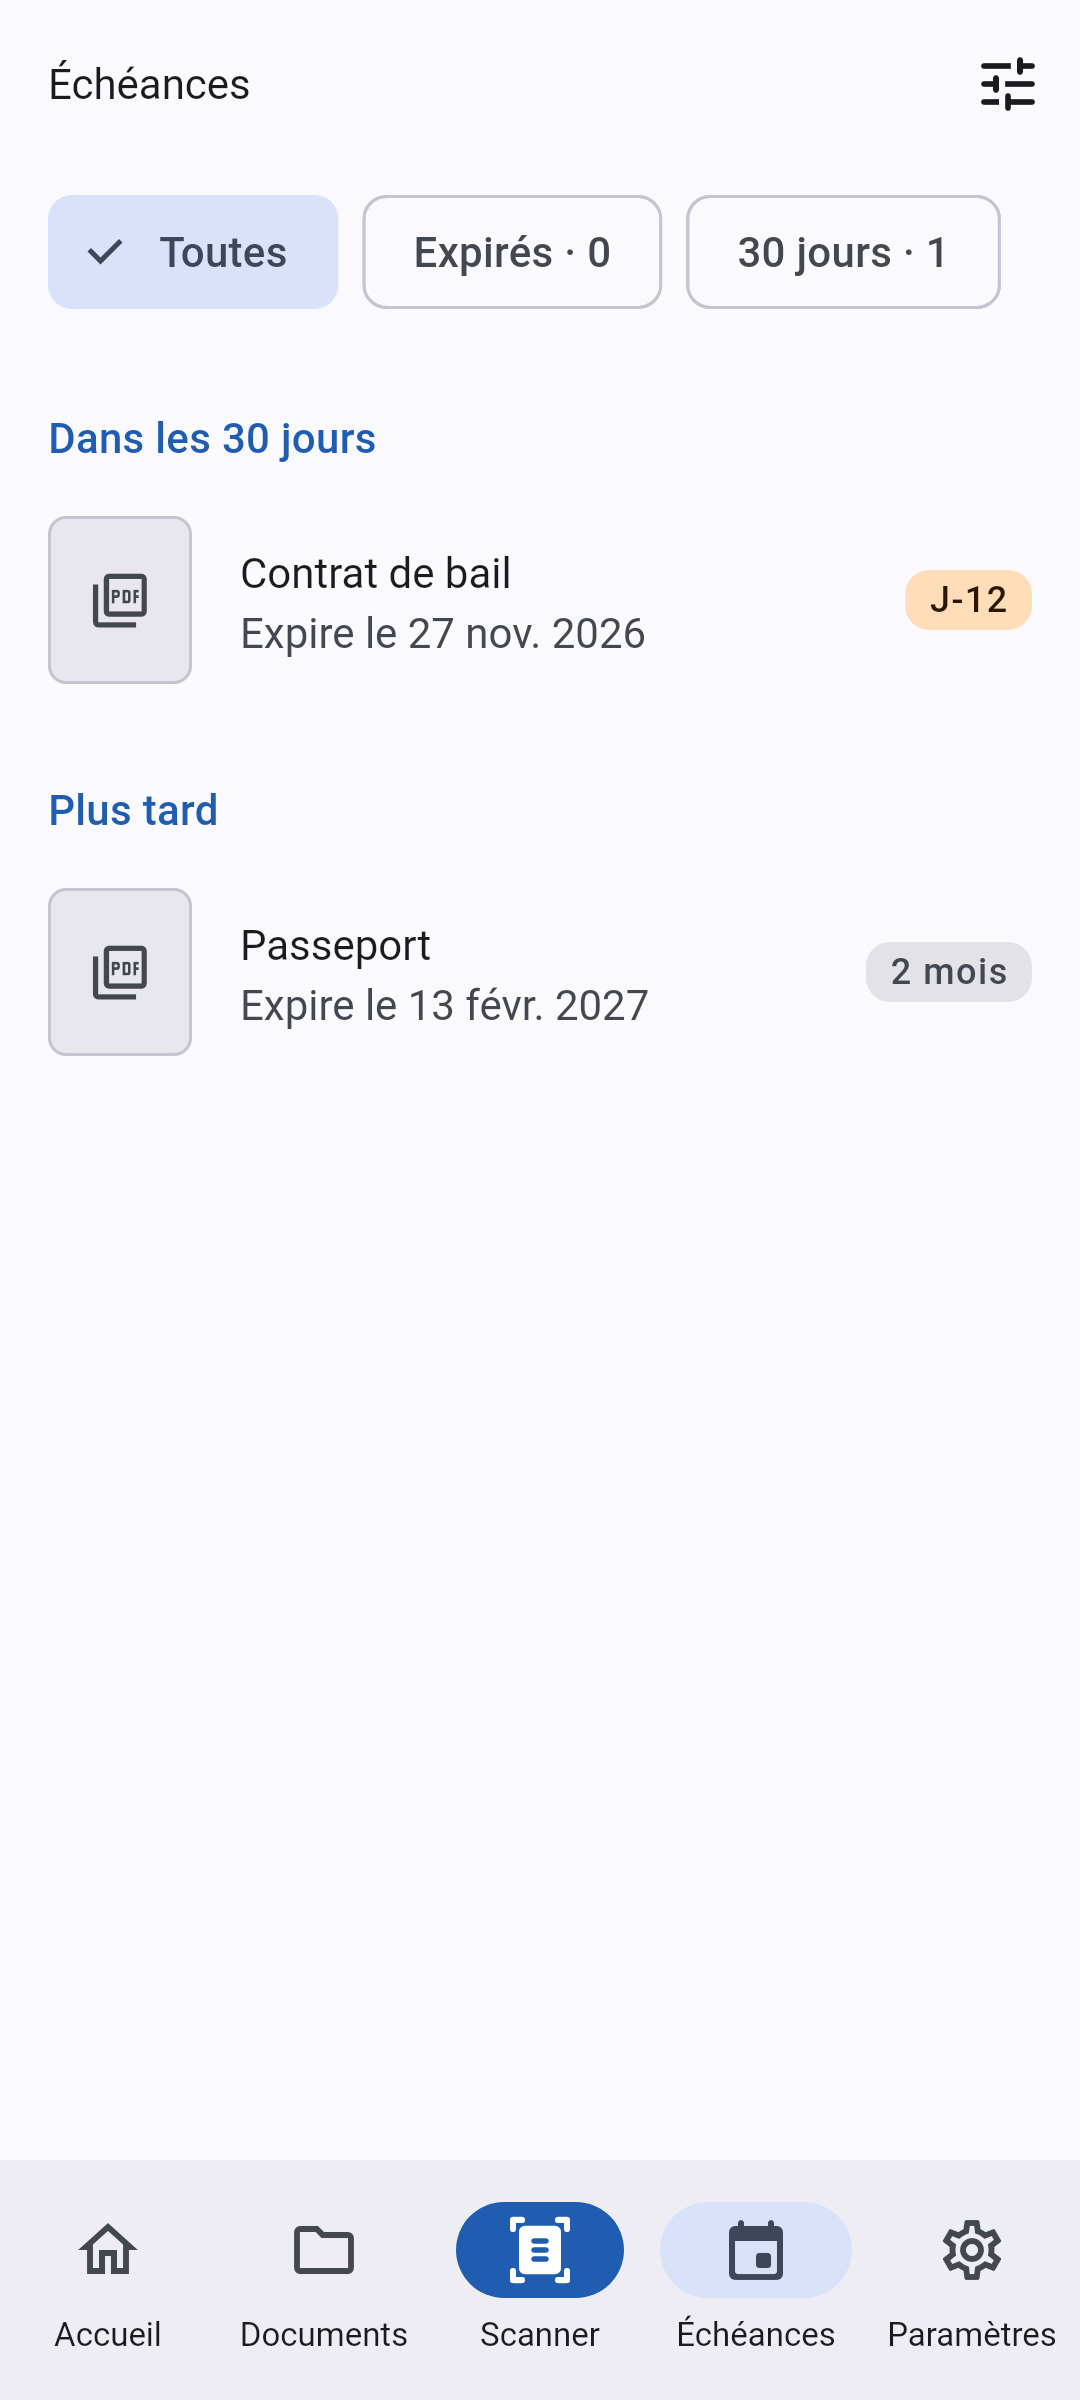 Échéances
Toutes
Expirés · 0
30 jours · 1
Dans les 30 jours
PDF
Contrat de bail
Expire le 27 nov. 2026
J-12
Plus tard
PDF
Passeport
Expire le 13 févr. 2027
2 mois
Accueil
Documents
Scanner
Échéances
Paramètres